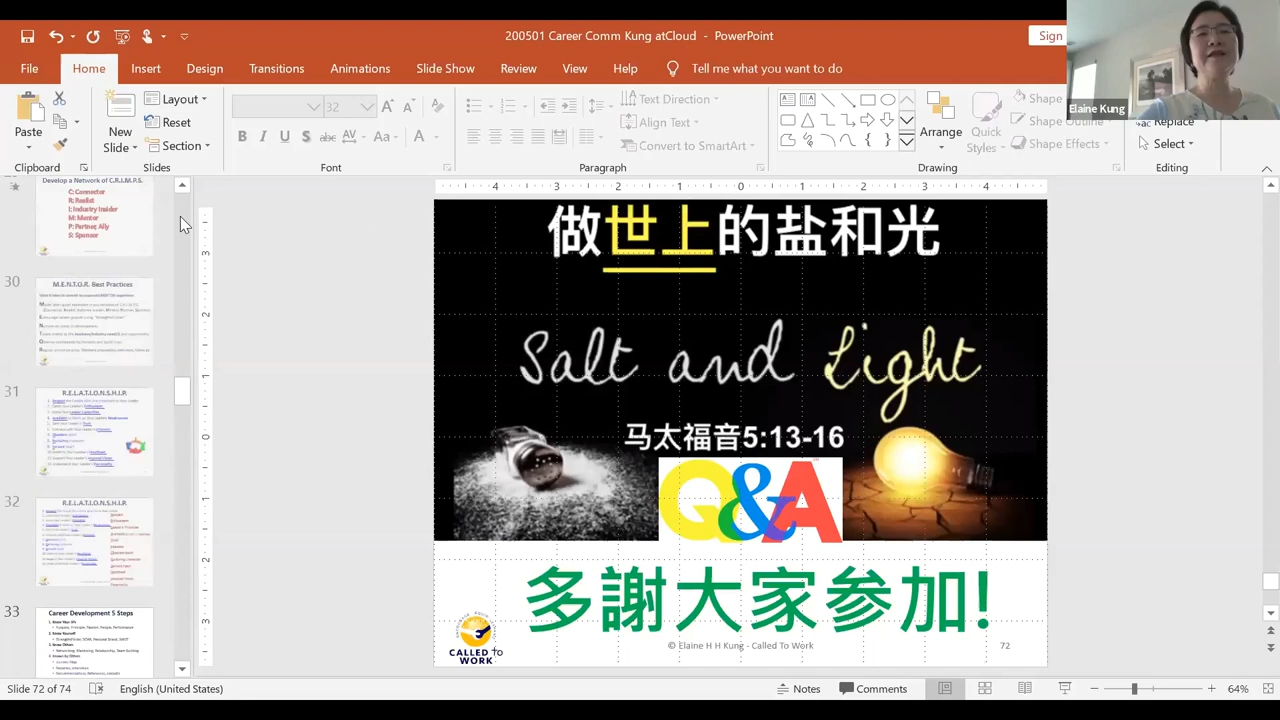 200501 Career Comm Kung atCloud - PowerPoint
Sign
File
Home
Insert
Design
Transitions
Animations
Slide Show
Review
View
Help
Tell me what you want to do
Elaine Kung
Paste
New Slide
Layout
Reset
Section
32
Text Direction
Align Text
Convert to SmartArt
Arrange
Quick Styles
Shape
Shape Outline
Shape Effects
Replace
Select
Clipboard
Slides
Font
Paragraph
Drawing
Editing
Develop a Network of C.R.I.M.P.S.
C: Connector
R: Realist
I: Industry Insider
M: Mentor
P: Partner, Ally
S: Sponsor
30
M.E.N.T.O.R. Best Practices
31
R.E.L.A.T.I.O.N.S.H.I.P.
32
R.E.L.A.T.I.O.N.S.H.I.P.
33
Career Development 5 Steps
做世上的盐和光
Salt and Light
马太福音5:13-16
Q&A
多謝大家参加!
CALLED TO WORK
© Elaine H H Kung - Called To Work
72
Slide 72 of 74
English (United States)
Notes
Comments
64%